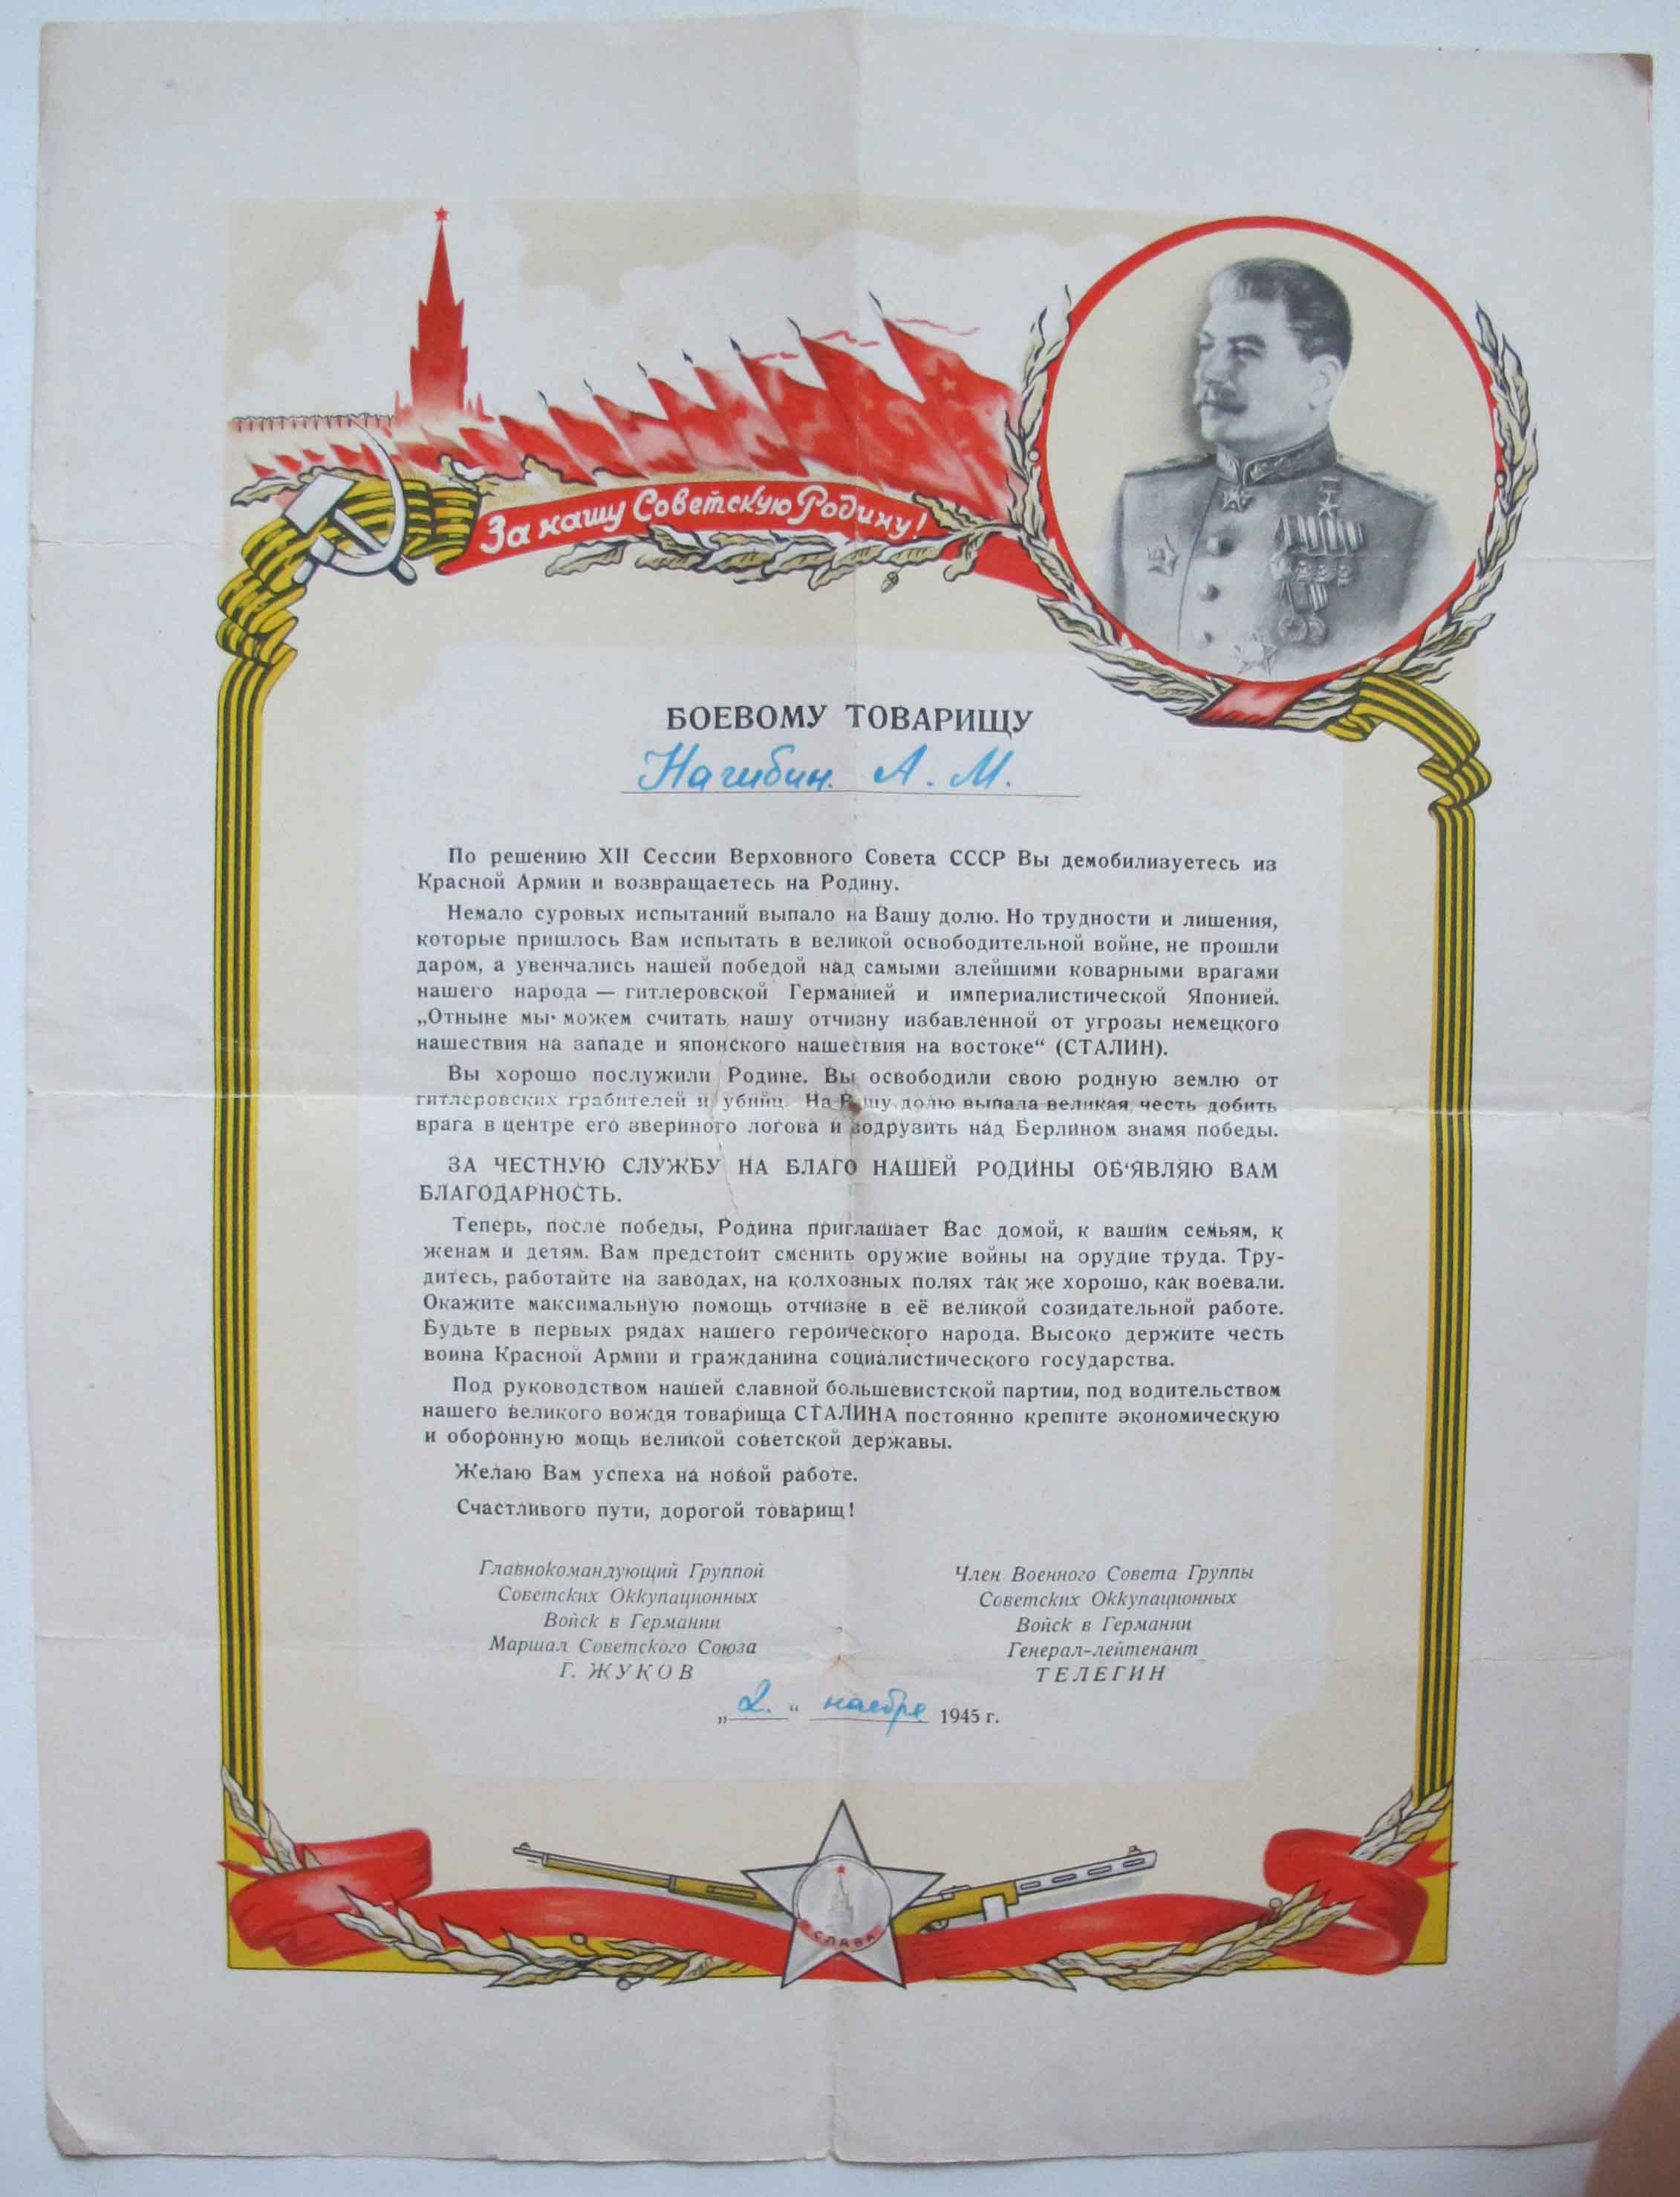 За нашу Советскую Родину!
БОЕВОМУ ТОВАРИЩУ
Нагибин. А. М.
По решению XII Сессии Верховного Совета СССР Вы демобилизуетесь из
Красной Армии и возвращаетесь на Родину.
Немало суровых испытаний выпало на Вашу долю. Но трудности и лишения,
которые пришлось Вам испытать в великой освободительной войне, не прошли
даром, а увенчались нашей победой над самыми злейшими коварными врагами
нашего народа — гитлеровской Германией и империалистической Японией.
„Отныне мы можем считать нашу отчизну избавленной от угрозы немецкого
нашествия на западе и японского нашествия на востоке“ (СТАЛИН).
Вы хорошо послужили Родине. Вы освободили свою родную землю от
гитлеровских грабителей и убийц. На Вашу долю выпала великая честь добить
врага в центре его звериного логова и водрузить над Берлином знамя победы.
ЗА ЧЕСТНУЮ СЛУЖБУ НА БЛАГО НАШЕЙ РОДИНЫ ОБ‘ЯВЛЯЮ ВАМ
БЛАГОДАРНОСТЬ.
Теперь, после победы, Родина приглашает Вас домой, к вашим семьям, к
женам и детям. Вам предстоит сменить оружие войны на орудие труда. Тру-
дитесь, работайте на заводах, на колхозных полях так же хорошо, как воевали.
Окажите максимальную помощь отчизне в её великой созидательной работе.
Будьте в первых рядах нашего героического народа. Высоко держите честь
воина Красной Армии и гражданина социалистического государства.
Под руководством нашей славной большевистской партии, под водительством
нашего великого вождя товарища СТАЛИНА постоянно крепите экономическую
и оборонную мощь великой советской державы.
Желаю Вам успеха на новой работе.
Счастливого пути, дорогой товарищ!
Главнокомандующий Группой
Советских Оккупационных
Войск в Германии
Маршал Советского Союза
Г. ЖУКОВ
Член Военного Совета Группы
Советских Оккупационных
Войск в Германии
Генерал-лейтенант
ТЕЛЕГИН
„2.“ ноебре 1945 г.
СЛАВА